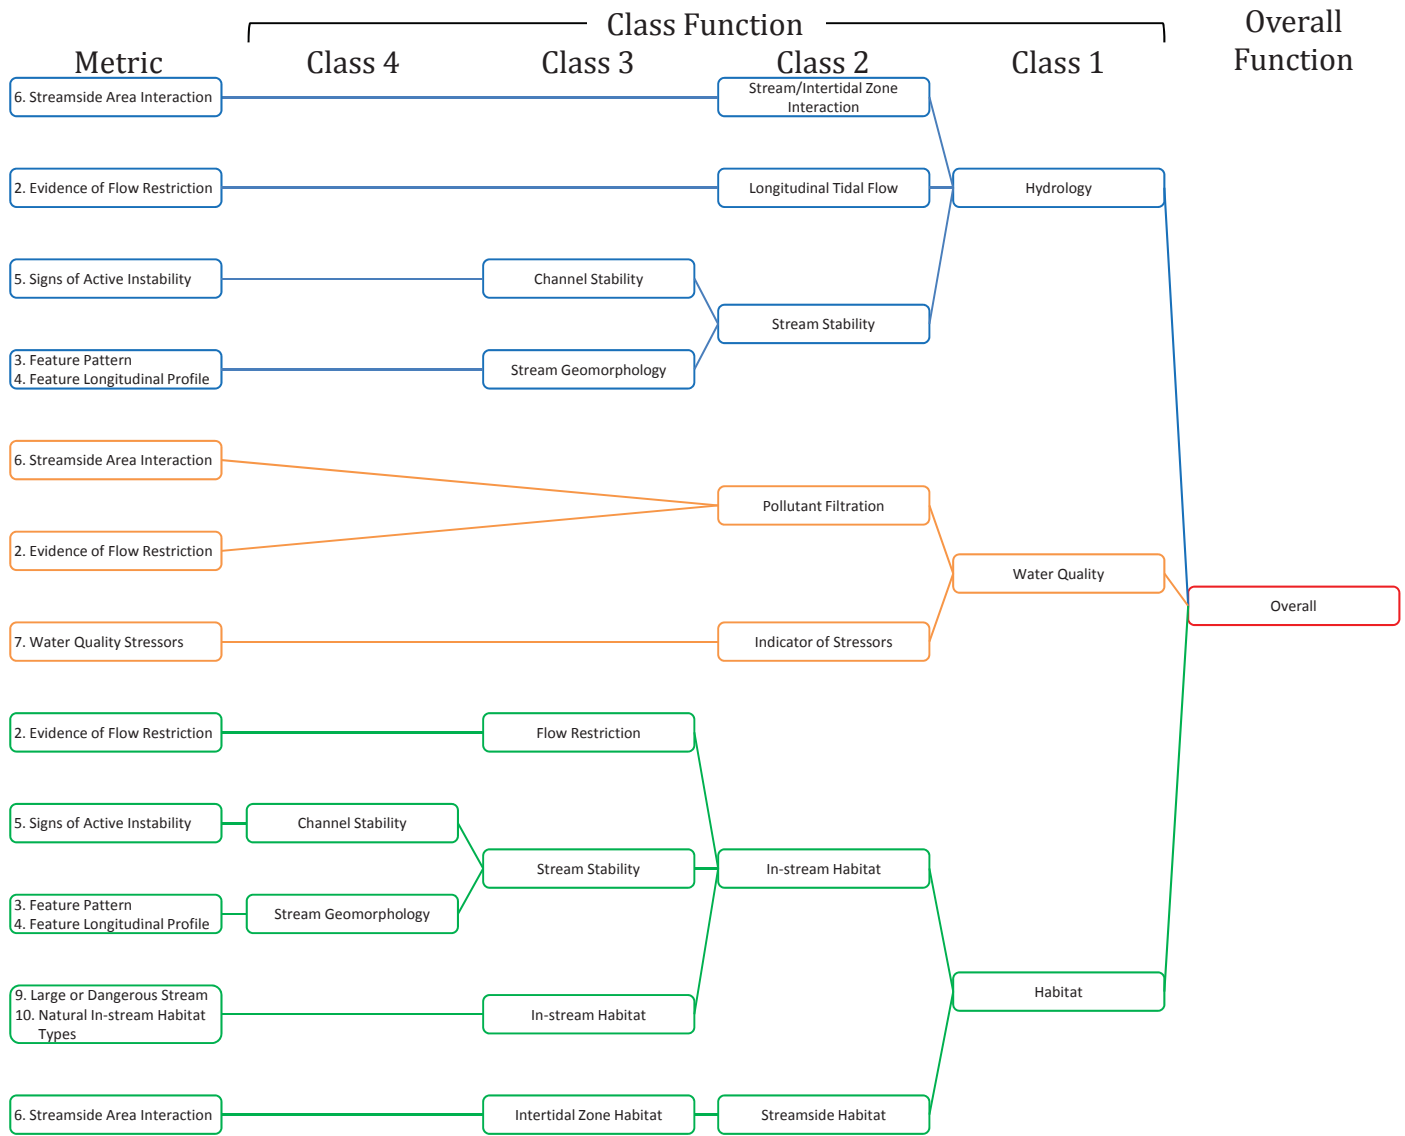 Class Function
Overall
Function
Metric
Class 4
Class 3
Class 2
Class 1
6. Streamside Area Interaction
Stream/Intertidal Zone
Interaction
2. Evidence of Flow Restriction
Longitudinal Tidal Flow
Hydrology
5. Signs of Active Instability
Channel Stability
Stream Stability
3. Feature Pattern
4. Feature Longitudinal Profile
Stream Geomorphology
6. Streamside Area Interaction
Pollutant Filtration
2. Evidence of Flow Restriction
Water Quality
Overall
7. Water Quality Stressors
Indicator of Stressors
2. Evidence of Flow Restriction
Flow Restriction
5. Signs of Active Instability
Channel Stability
Stream Stability
In-stream Habitat
3. Feature Pattern
4. Feature Longitudinal Profile
Stream Geomorphology
9. Large or Dangerous Stream
10. Natural In-stream Habitat
Types
In-stream Habitat
Habitat
6. Streamside Area Interaction
Intertidal Zone Habitat
Streamside Habitat